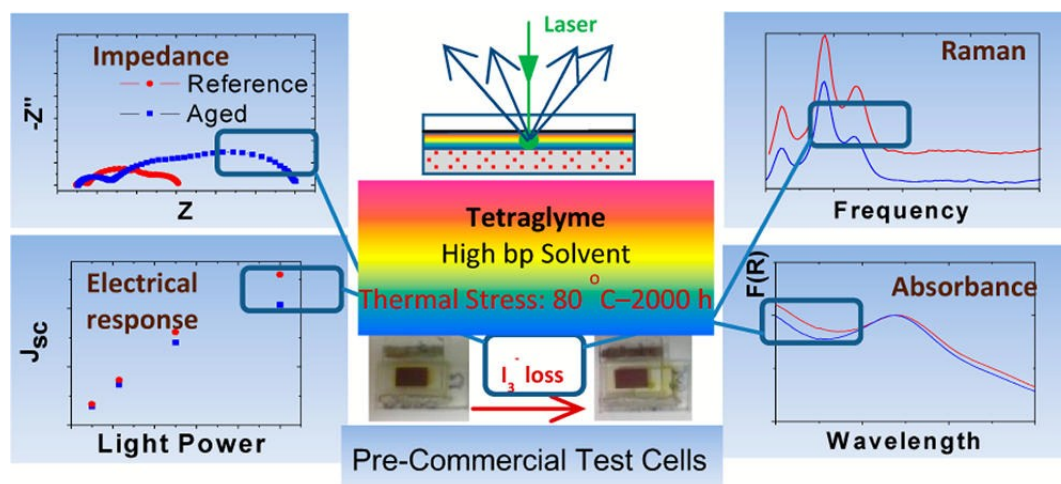 Impedance
Reference
Aged
-Z"
Z
Laser
Raman
Frequency
Tetraglyme
High bp Solvent
Thermal Stress: 80 °C–2000 h
Electrical
response
Jsc
Light Power
I3- loss
Pre-Commercial Test Cells
Absorbance
F(R)
Wavelength